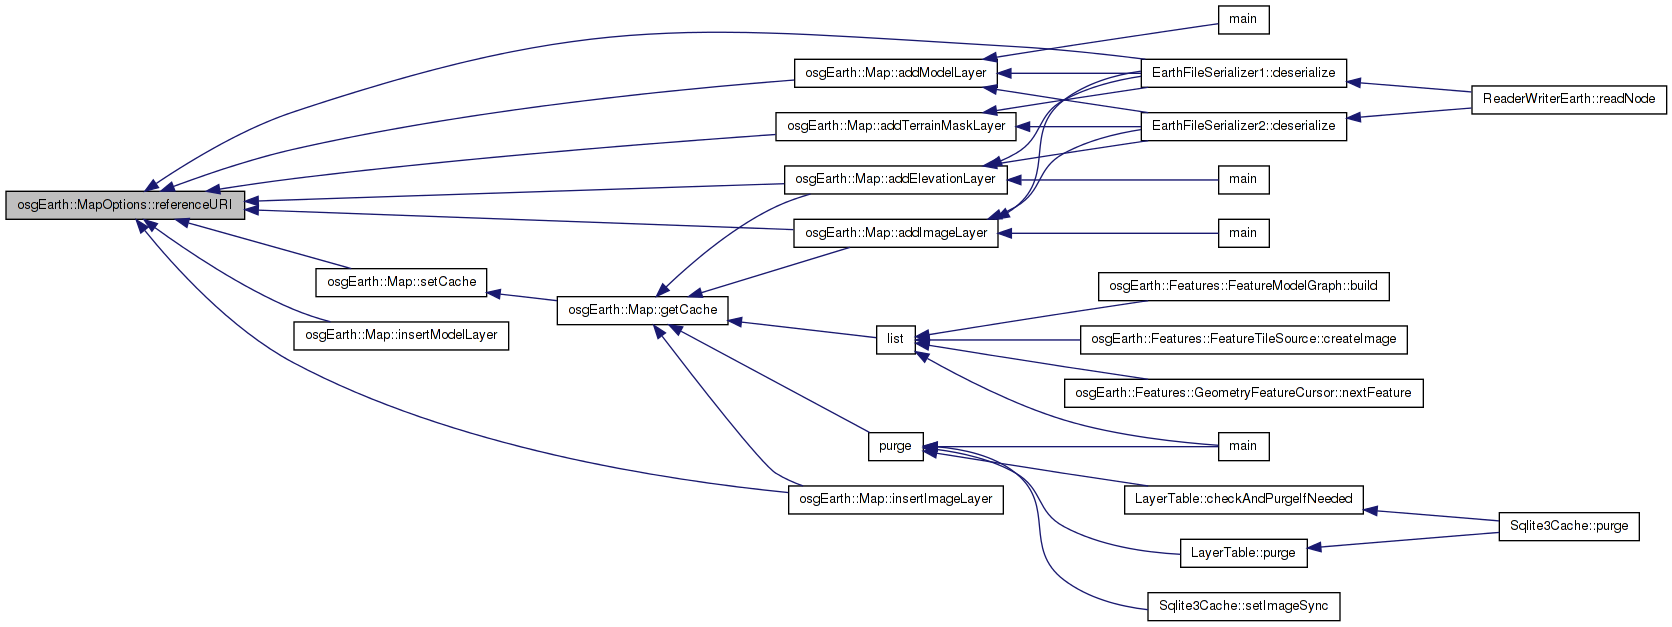 main
osgEarth::Map::addModelLayer
EarthFileSerializer1::deserialize
ReaderWriterEarth::readNode
osgEarth::Map::addTerrainMaskLayer
EarthFileSerializer2::deserialize
osgEarth::Map::addElevationLayer
main
osgEarth::MapOptions::referenceURI
osgEarth::Map::addImageLayer
main
osgEarth::Map::setCache
osgEarth::Features::FeatureModelGraph::build
osgEarth::Map::getCache
osgEarth::Map::insertModelLayer
list
osgEarth::Features::FeatureTileSource::createImage
osgEarth::Features::GeometryFeatureCursor::nextFeature
purge
main
osgEarth::Map::insertImageLayer
LayerTable::checkAndPurgeIfNeeded
Sqlite3Cache::purge
LayerTable::purge
Sqlite3Cache::setImageSync